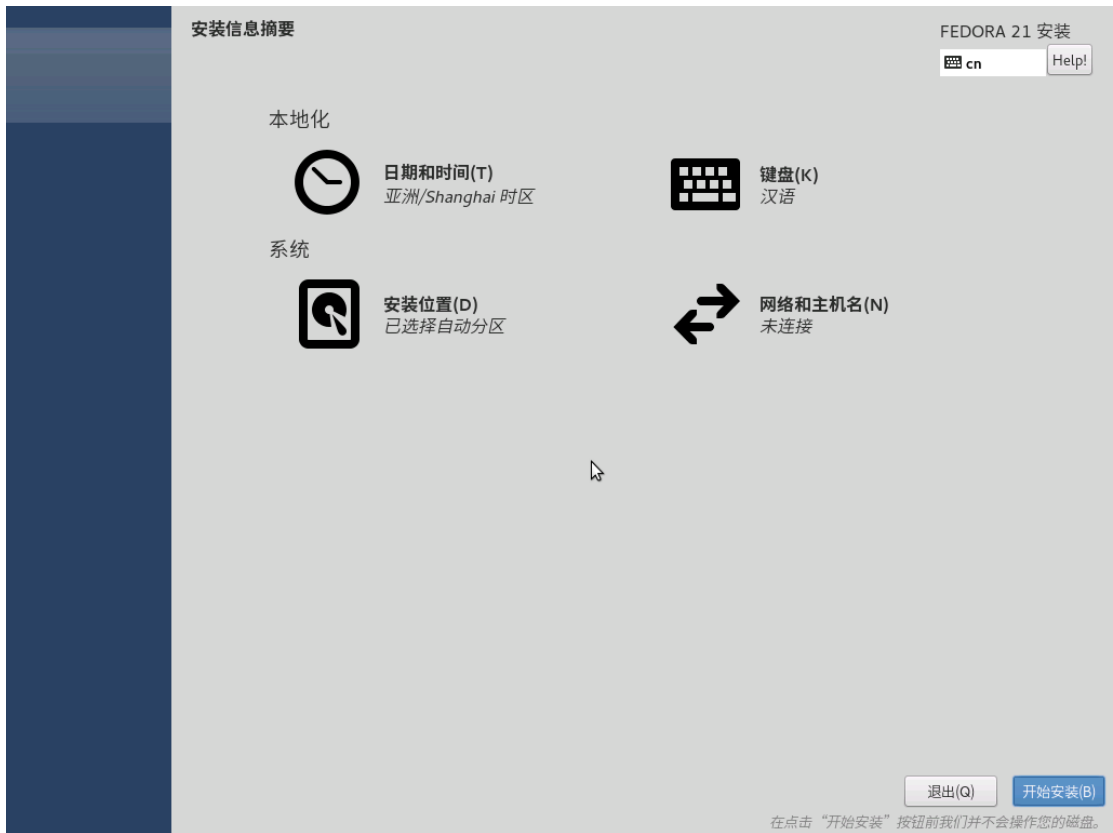 安装信息摘要
FEDORA 21 安装
cn
Help!
本地化
日期和时间(T)
亚洲/Shanghai 时区
键盘(K)
汉语
系统
安装位置(D)
已选择自动分区
网络和主机名(N)
未连接
退出(Q)
开始安装(B)
在点击“开始安装”按钮前我们并不会操作您的磁盘。